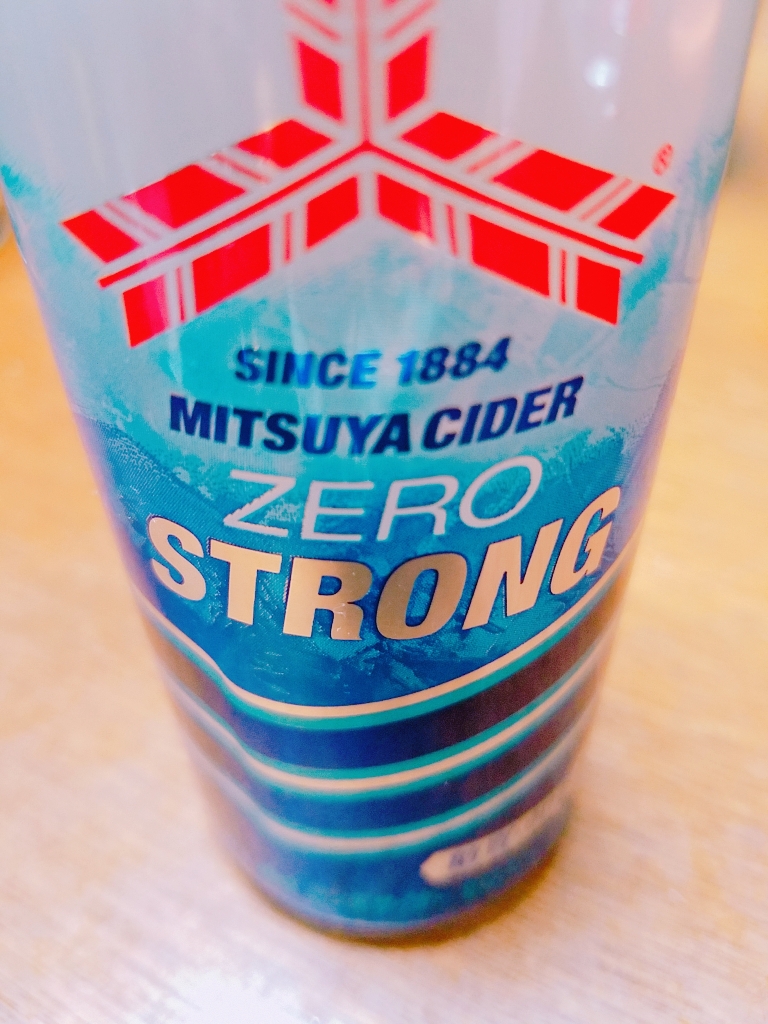 ®
SINCE 1884
MITSUYA CIDER
ZERO
STRONG